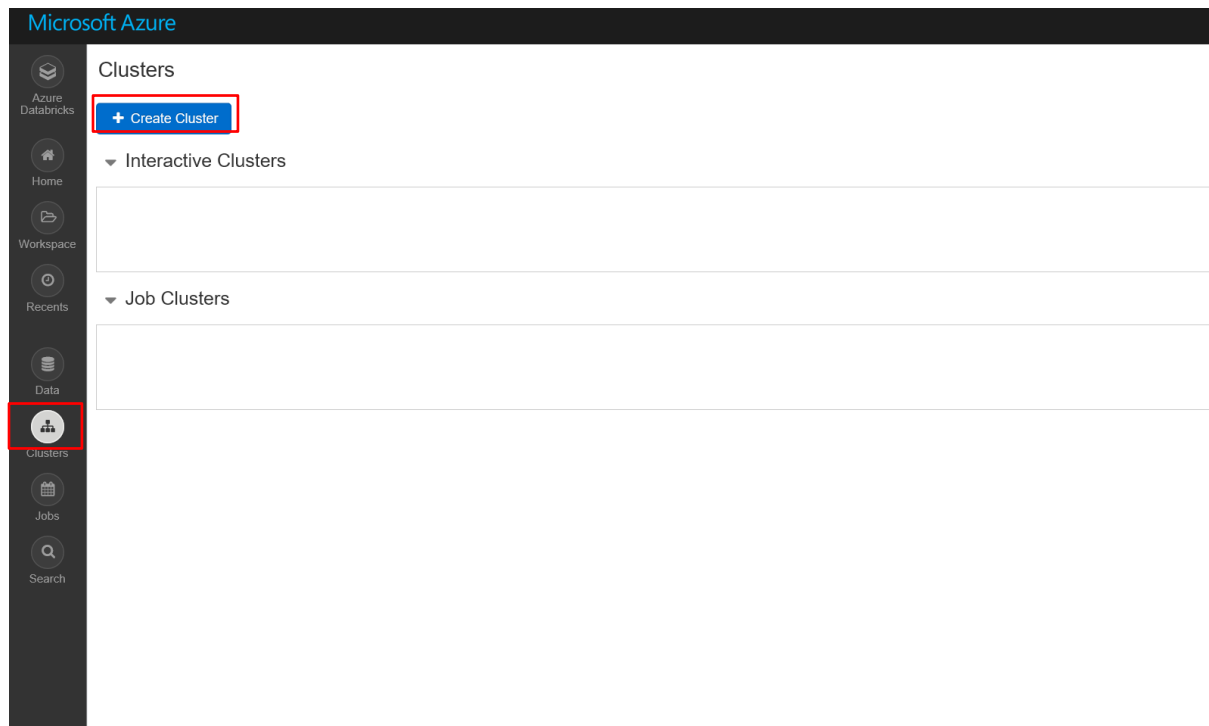 Microsoft Azure
Azure
Databricks
Home
Workspace
Recents
Data
Clusters
Jobs
Search
Clusters
+ Create Cluster
Interactive Clusters
Job Clusters